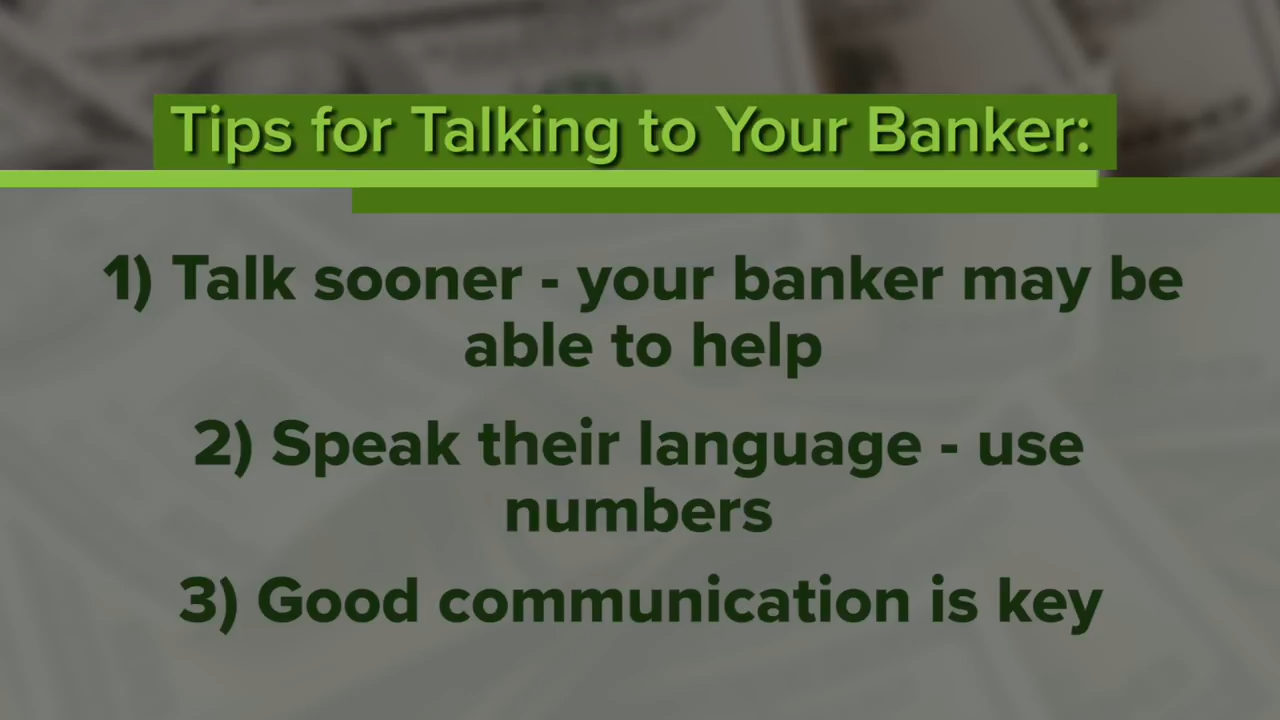 Tips for Talking to Your Banker:
1) Talk sooner - your banker may be
able to help
2) Speak their language - use
numbers
3) Good communication is key